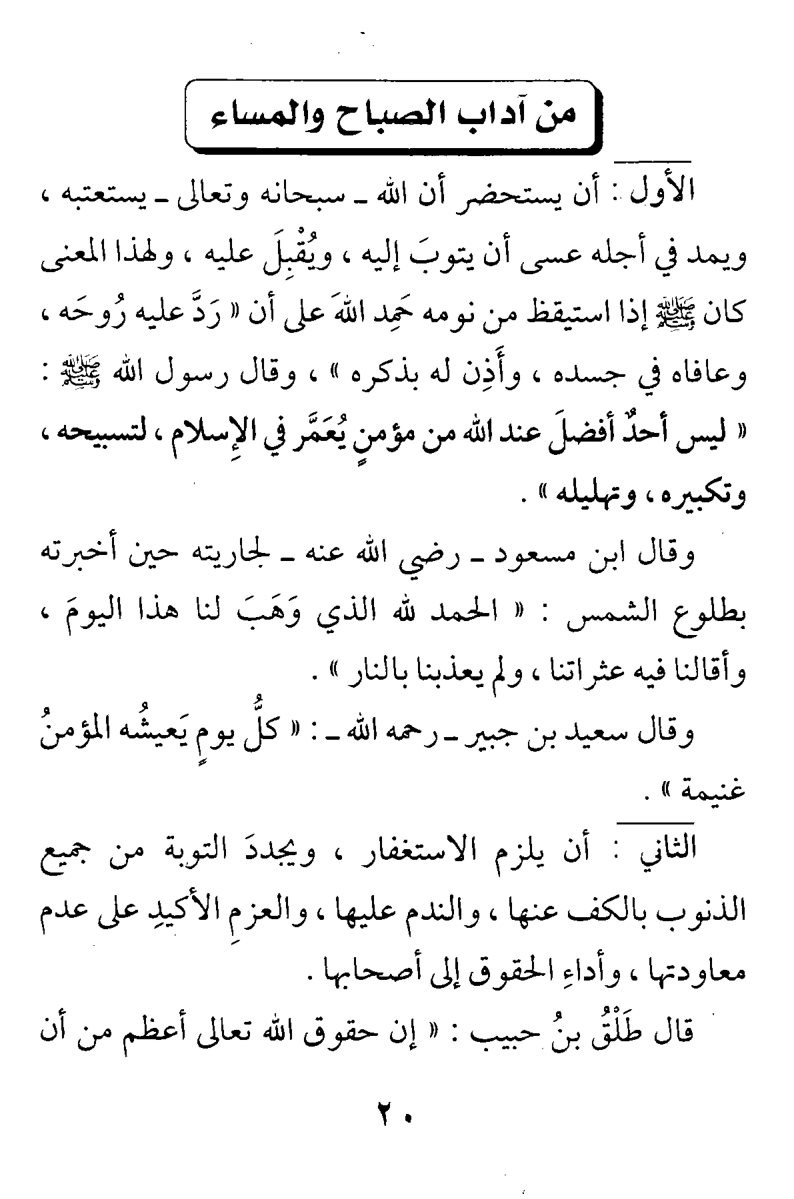 من آداب الصباح والمساء
الأول : أن يستحضر أن الله ـ سبحانه وتعالى ـ يستعتبه ،
ويمد في أجله عسى أن يتوبَ إليه ، ويُقْبِلَ عليه ، ولهذا المعنى
كان ﷺ إذا استيقظ من نومه حَمِد اللهَ على أن « رَدَّ عليه رُوحَه ،
وعافاه في جسده ، وأَذِن له بذكره » ، وقال رسول الله ﷺ :
« ليس أحدٌ أفضلَ عند الله من مؤمنٍ يُعَمَّر في الإِسلام ، لتسبيحه ،
وتكبيره ، وتهليله » .
وقال ابن مسعود ـ رضي الله عنه ـ لجاريته حين أخبرته
بطلوع الشمس : « الحمد لله الذي وَهَبَ لنا هذا اليومَ ،
وأقالنا فيه عثراتنا ، ولم يعذبنا بالنار » .
وقال سعيد بن جبير ـ رحمه الله ـ : « كلُّ يومٍ يَعيشُه المؤمنُ
غنيمة » .
الثاني : أن يلزم الاستغفار ، ويجددَ التوبة من جميع
الذنوب بالكف عنها ، والندم عليها ، والعزمِ الأكيدِ على عدم
معاودتها ، وأداءِ الحقوق إلى أصحابها .
قال طَلْقُ بنُ حبيب : « إن حقوق الله تعالى أعظم من أن
٢٠